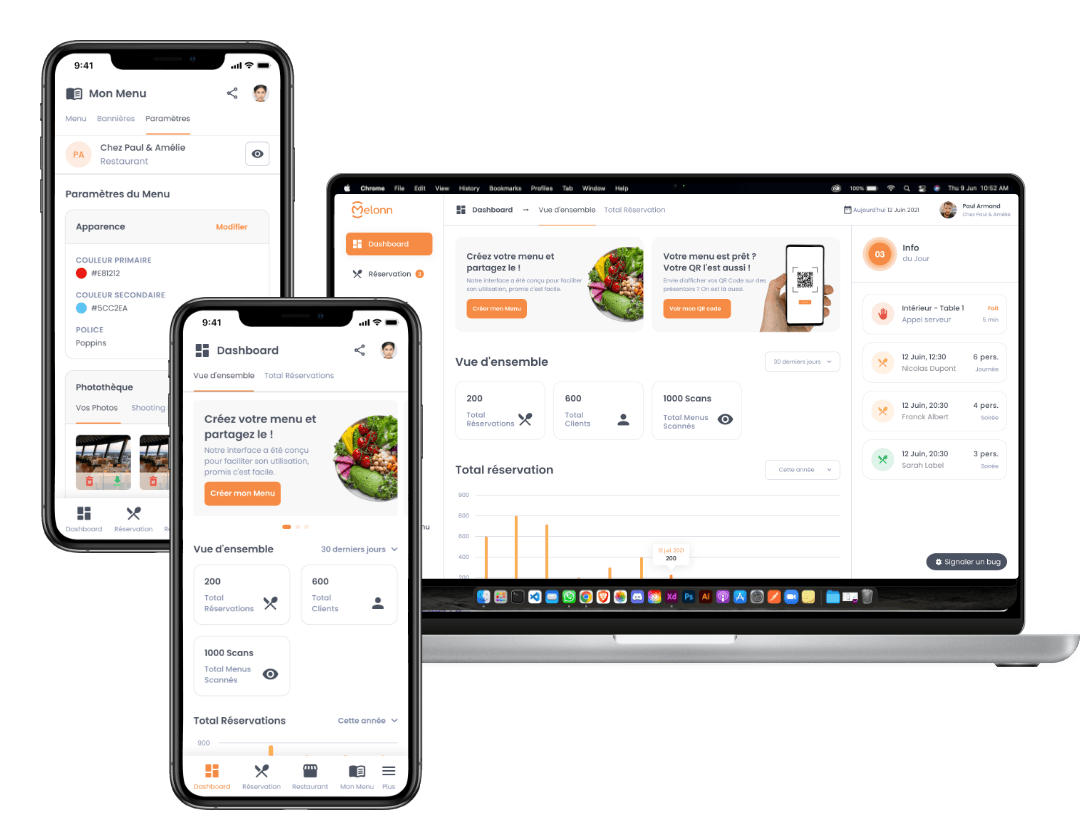 9:41
Mon Menu
Menu Bannières Paramètres
PA
Chez Paul & Amélie
Restaurant
Paramètres du Menu
Apparence
Modifier
COULEUR PRIMAIRE
#E81212
COULEUR SECONDAIRE
#5CC2EA
POLICE
Poppins
Photothèque
Vos Photos Shooting
Dashboard Réservation
9:41
Dashboard
Vue d'ensemble Total Réservations
Créez votre menu et
partagez le !
Notre interface a été conçu
pour faciliter son utilisation,
promis c'est facile.
Créer mon Menu
Vue d'ensemble
30 derniers jours
200
Total
Réservations
600
Total
Clients
1000 Scans
Total Menus
Scannés
Total Réservations
Cette année
900
Dashboard Réservation Restaurant Mon Menu Plus
Chrome File Edit View History Bookmarks Profiles Tab Window Help
100% Thu 9 Jun 10:52 AM
Melonn
Dashboard
Réservation 3
nu
Dashboard → Vue d'ensemble Total Réservation
Aujourd'hui 12 Juin 2021
Paul Armand
Chez Paul & Amélie
Créez votre menu et
partagez le !
Notre interface a été conçu pour faciliter
son utilisation, promis c'est facile.
Créer mon Menu
Votre menu est prêt ?
Votre QR l'est aussi !
Envie d'afficher vos QR Code sur des
présentoirs ? On est là aussi.
Voir mon QR code
Vue d'ensemble
30 derniers jours
200
Total
Réservations
600
Total
Clients
1000 Scans
Total Menus
Scannés
Total réservation
Cette année
900
800
600
400
200
2021
200
03
Info
du Jour
Intérieur - Table 1
Appel serveur
Fait
5 min
12 Juin, 12:30
Nicolas Dupont
6 pers.
Journée
12 Juin, 20:30
Franck Albert
4 pers.
Soirée
12 Juin, 20:30
Sarah Label
3 pers.
Soirée
Signaler un bug
Xd Ps Ai